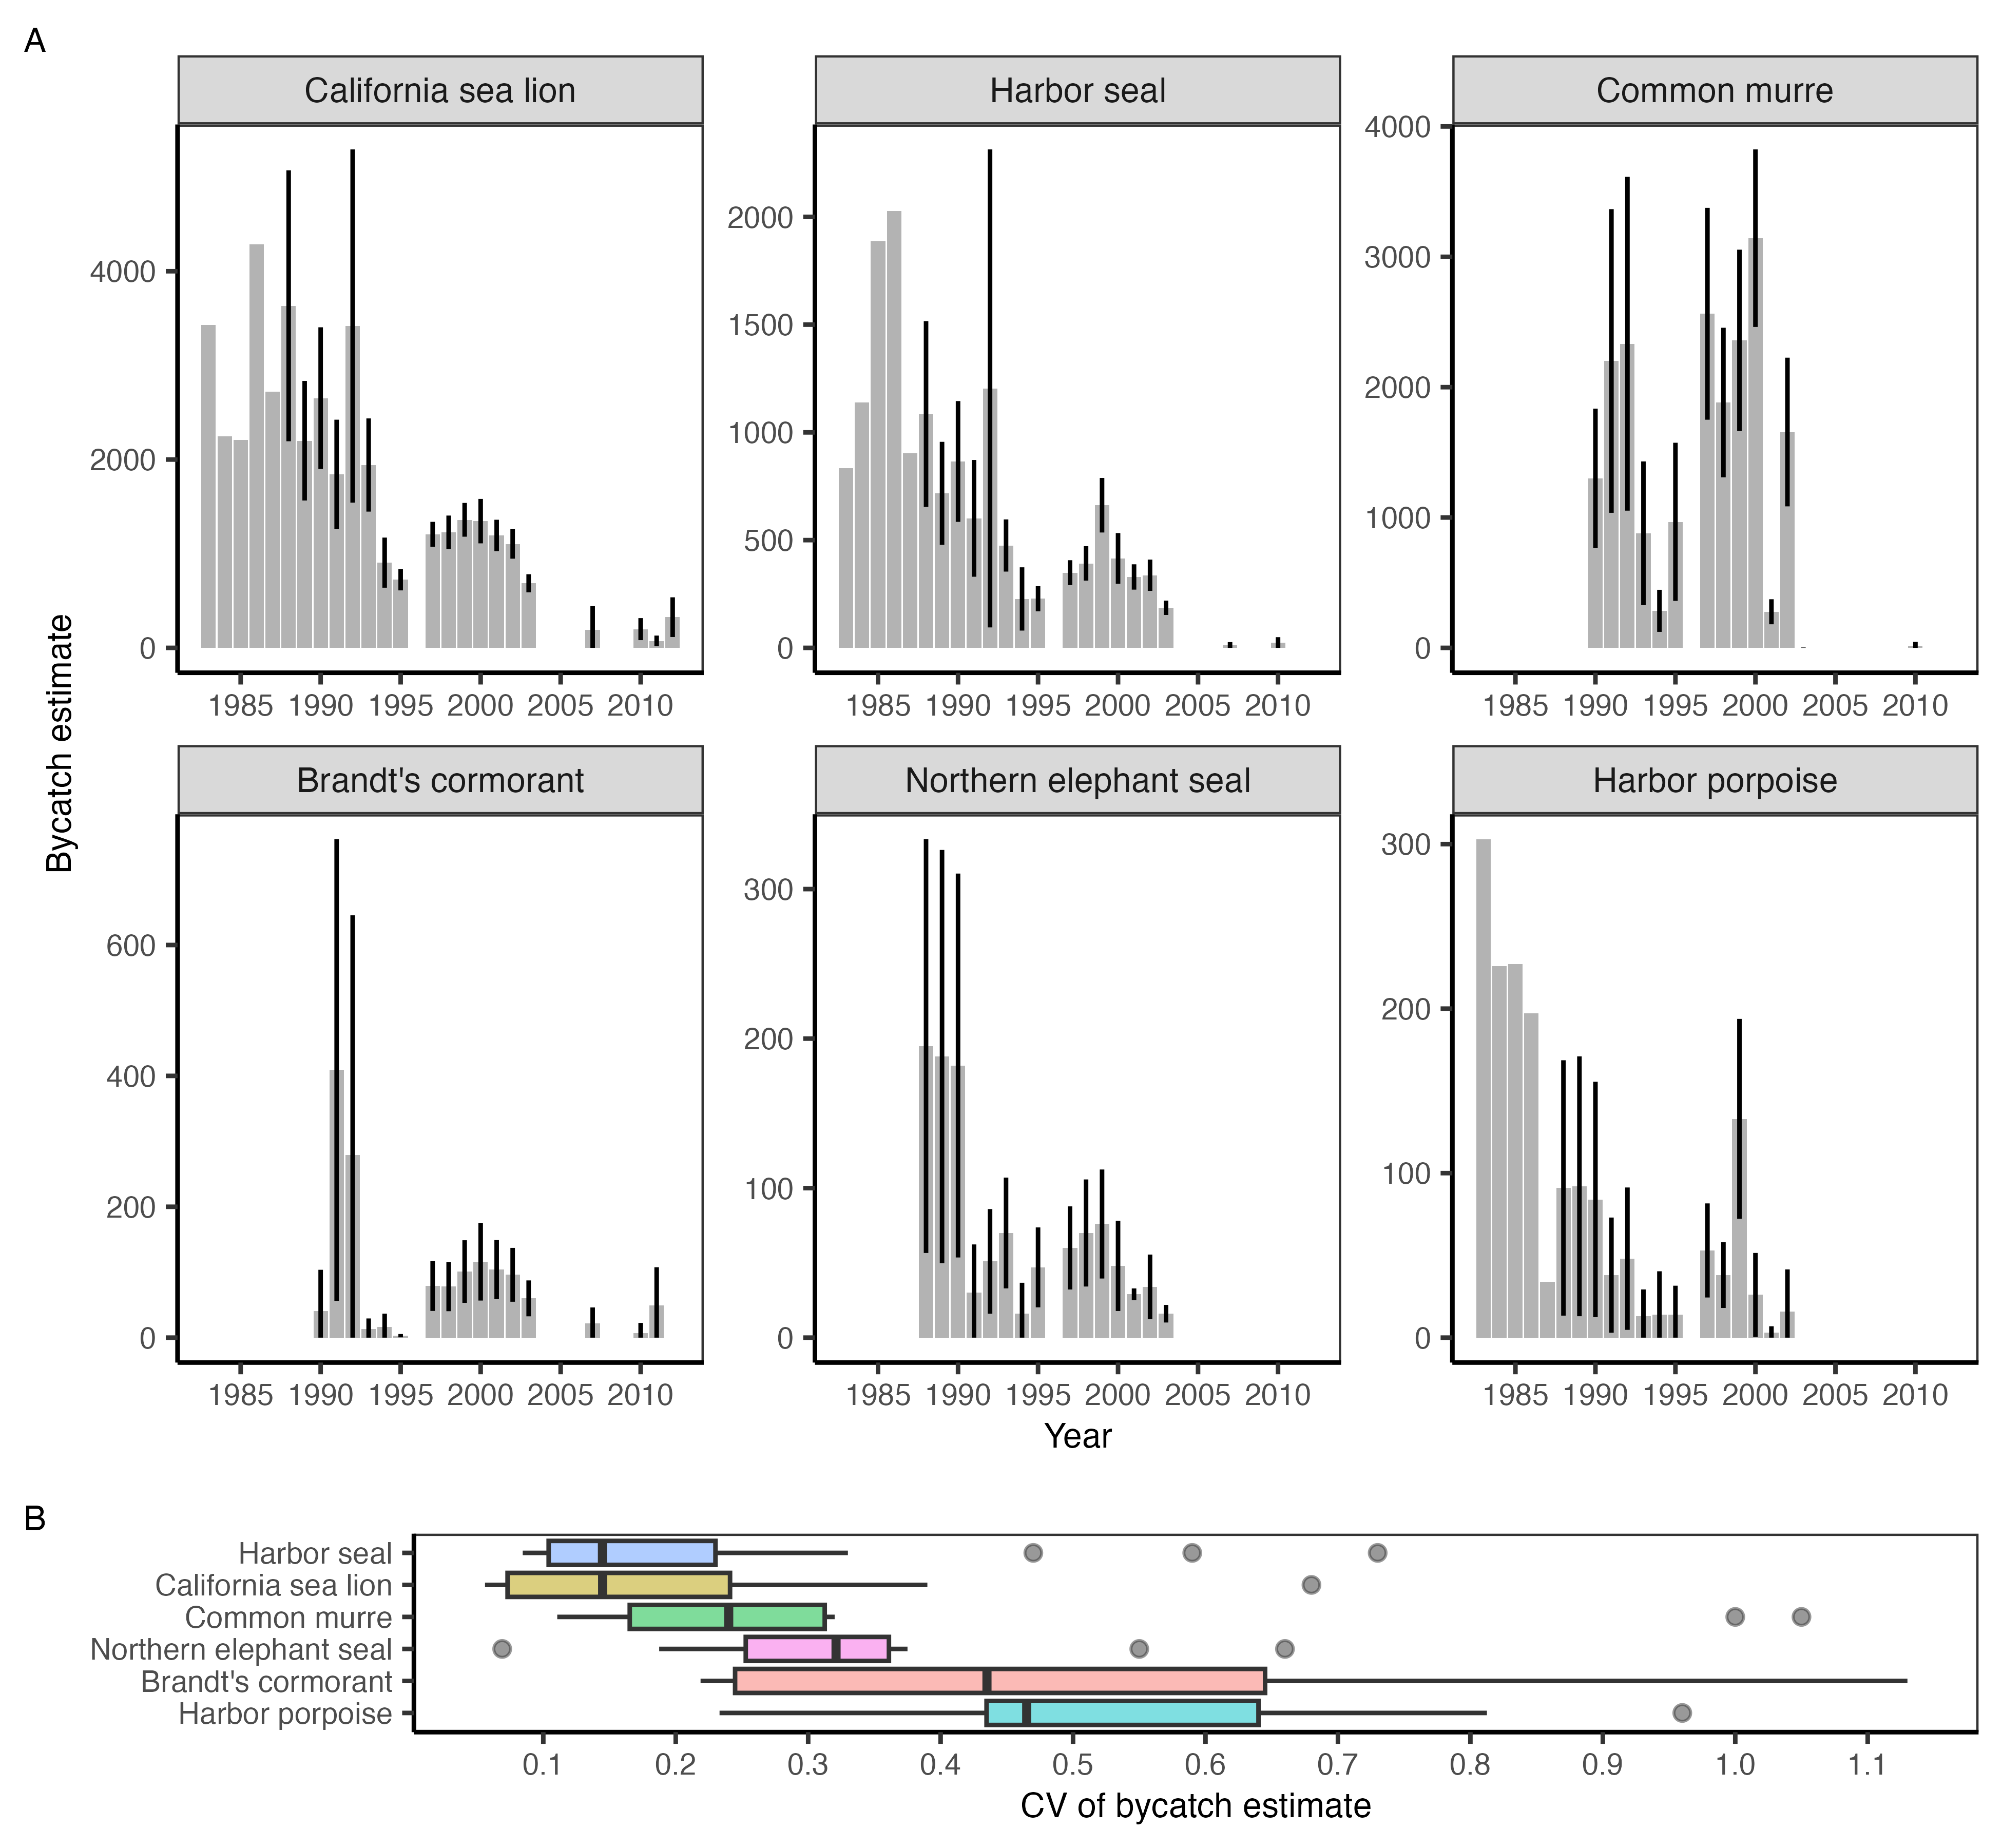 A
California sea lion
Harbor seal
Common murre
4000
2000
0
2000
1500
1000
500
0
4000
3000
2000
1000
0
1985 1990 1995 2000 2005 2010
1985 1990 1995 2000 2005 2010
1985 1990 1995 2000 2005 2010
Bycatch estimate
Brandt's cormorant
Northern elephant seal
Harbor porpoise
600
400
200
0
300
200
100
0
300
200
100
0
1985 1990 1995 2000 2005 2010
1985 1990 1995 2000 2005 2010
1985 1990 1995 2000 2005 2010
Year
B
Harbor seal
California sea lion
Common murre
Northern elephant seal
Brandt's cormorant
Harbor porpoise
0.1 0.2 0.3 0.4 0.5 0.6 0.7 0.8 0.9 1.0 1.1
CV of bycatch estimate